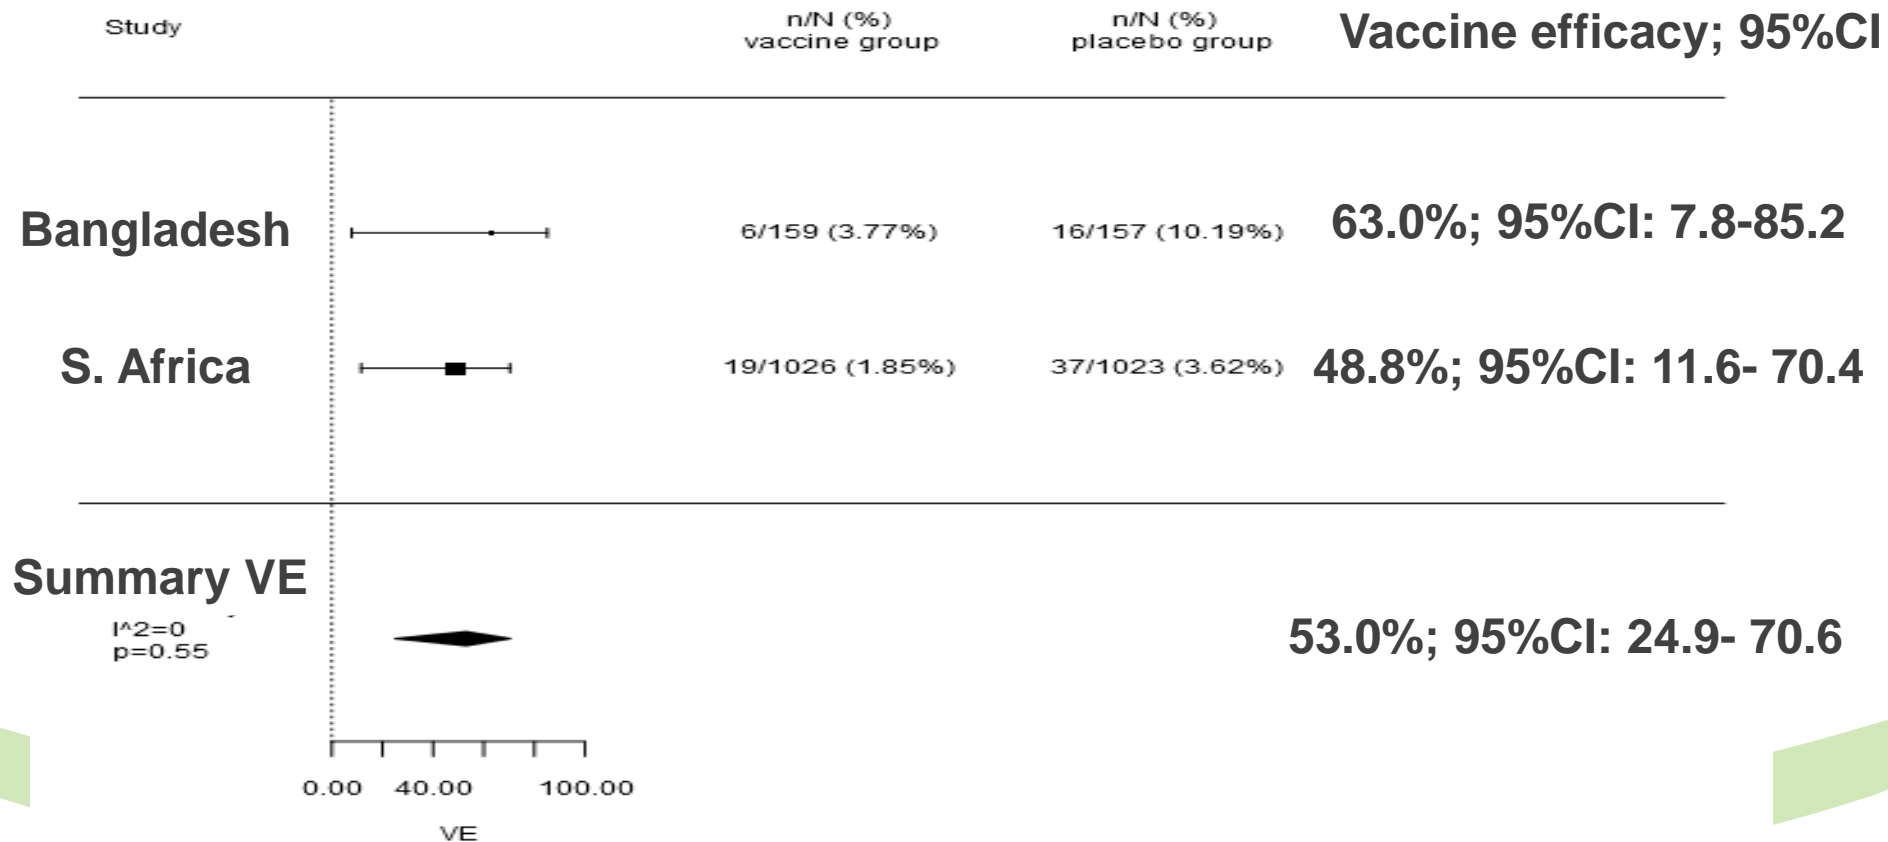 Study
n/N (%)
vaccine group
n/N (%)
placebo group
Vaccine efficacy; 95%CI
Bangladesh
6/159 (3.77%)
16/157 (10.19%)
63.0%; 95%CI: 7.8-85.2
S. Africa
19/1026 (1.85%)
37/1023 (3.62%)
48.8%; 95%CI: 11.6- 70.4
Summary VE
I^2=0
p=0.55
53.0%; 95%CI: 24.9- 70.6
0.00 40.00 100.00
VE